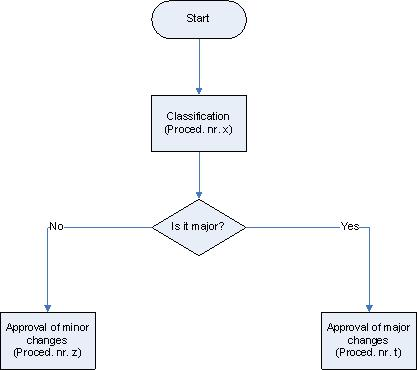 Start
Classification
(Proced. nr. x)
Is it major?
No
Yes
Approval of minor
changes
(Proced. nr. z)
Approval of major
changes
(Proced. nr. t)